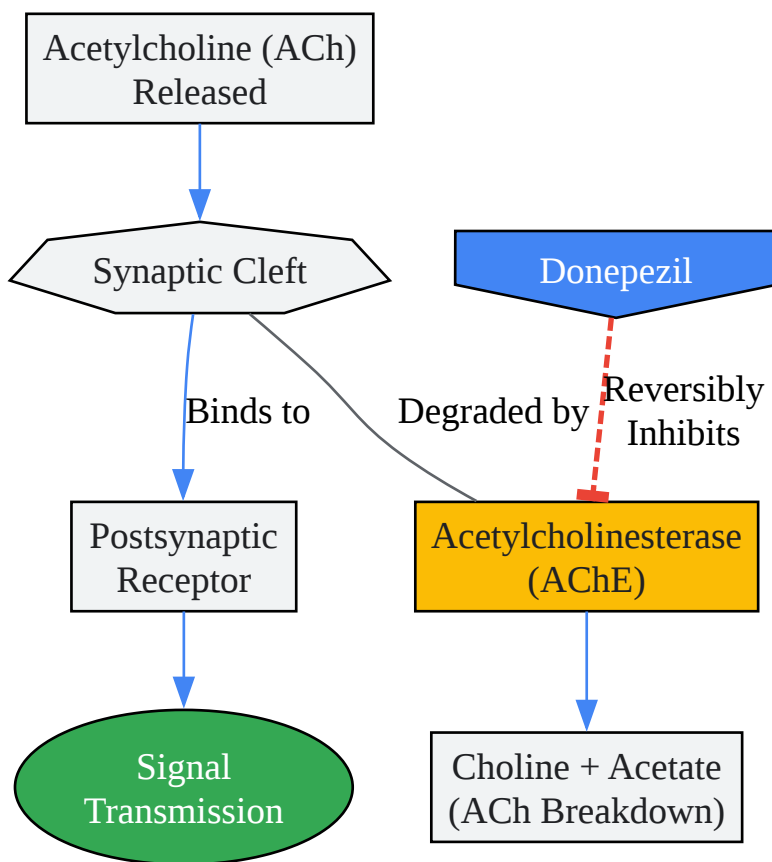 Acetylcholine (ACh)
Released
Synaptic Cleft
Donepezil
Binds to
Degraded by
Reversibly
Inhibits
Postsynaptic
Receptor
Acetylcholinesterase
(AChE)
Signal
Transmission
Choline + Acetate
(ACh Breakdown)